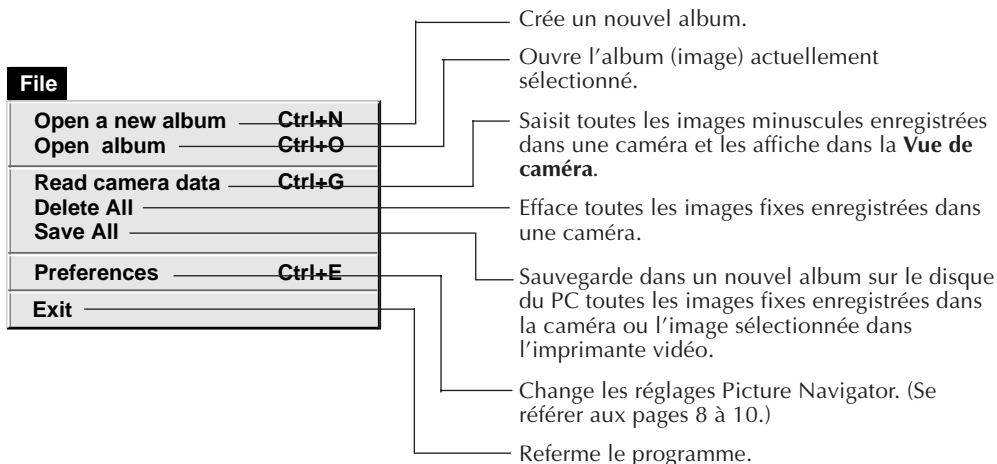 File
Open a new album Ctrl+N
Open album Ctrl+O
Read camera data Ctrl+G
Delete All
Save All
Preferences Ctrl+E
Exit
Crée un nouvel album.
Ouvre l’album (image) actuellement
sélectionné.
Saisit toutes les images minuscules enregistrées
dans une caméra et les affiche dans la Vue de
caméra.
Efface toutes les images fixes enregistrées dans
une caméra.
Sauvegarde dans un nouvel album sur le disque
du PC toutes les images fixes enregistrées dans
la caméra ou l’image sélectionnée dans
l’imprimante vidéo.
Change les réglages Picture Navigator. (Se
référer aux pages 8 à 10.)
Referme le programme.